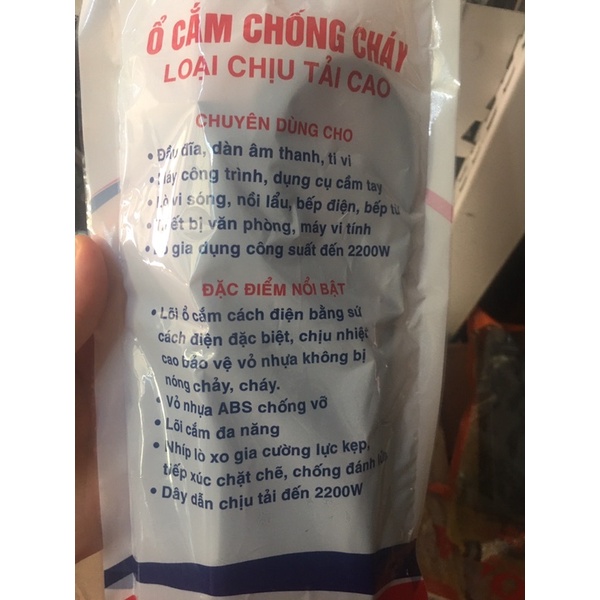 Ổ CẮM CHỐNG CHÁY
LOẠI CHỊU TẢI CAO
CHUYÊN DÙNG CHO
• Đầu đĩa, dàn âm thanh, ti vi
• Máy công trình, dụng cụ cầm tay
• Lò vi sóng, nồi lẩu, bếp điện, bếp từ
• Thiết bị văn phòng, máy vi tính
• gia dụng công suất đến 2200W
ĐẶC ĐIỂM NỔI BẬT
• Lõi ổ cắm cách điện bằng sứ
cách điện đặc biệt, chịu nhiệt
cao bảo vệ vỏ nhựa không bị
nóng chảy, cháy.
• Vỏ nhựa ABS chống vỡ
• Lõi cắm đa năng
• Nhíp lò xo gia cường lực kẹp,
tiếp xúc chặt chẽ, chống đánh
• Dây dẫn chịu tải đến 2200W